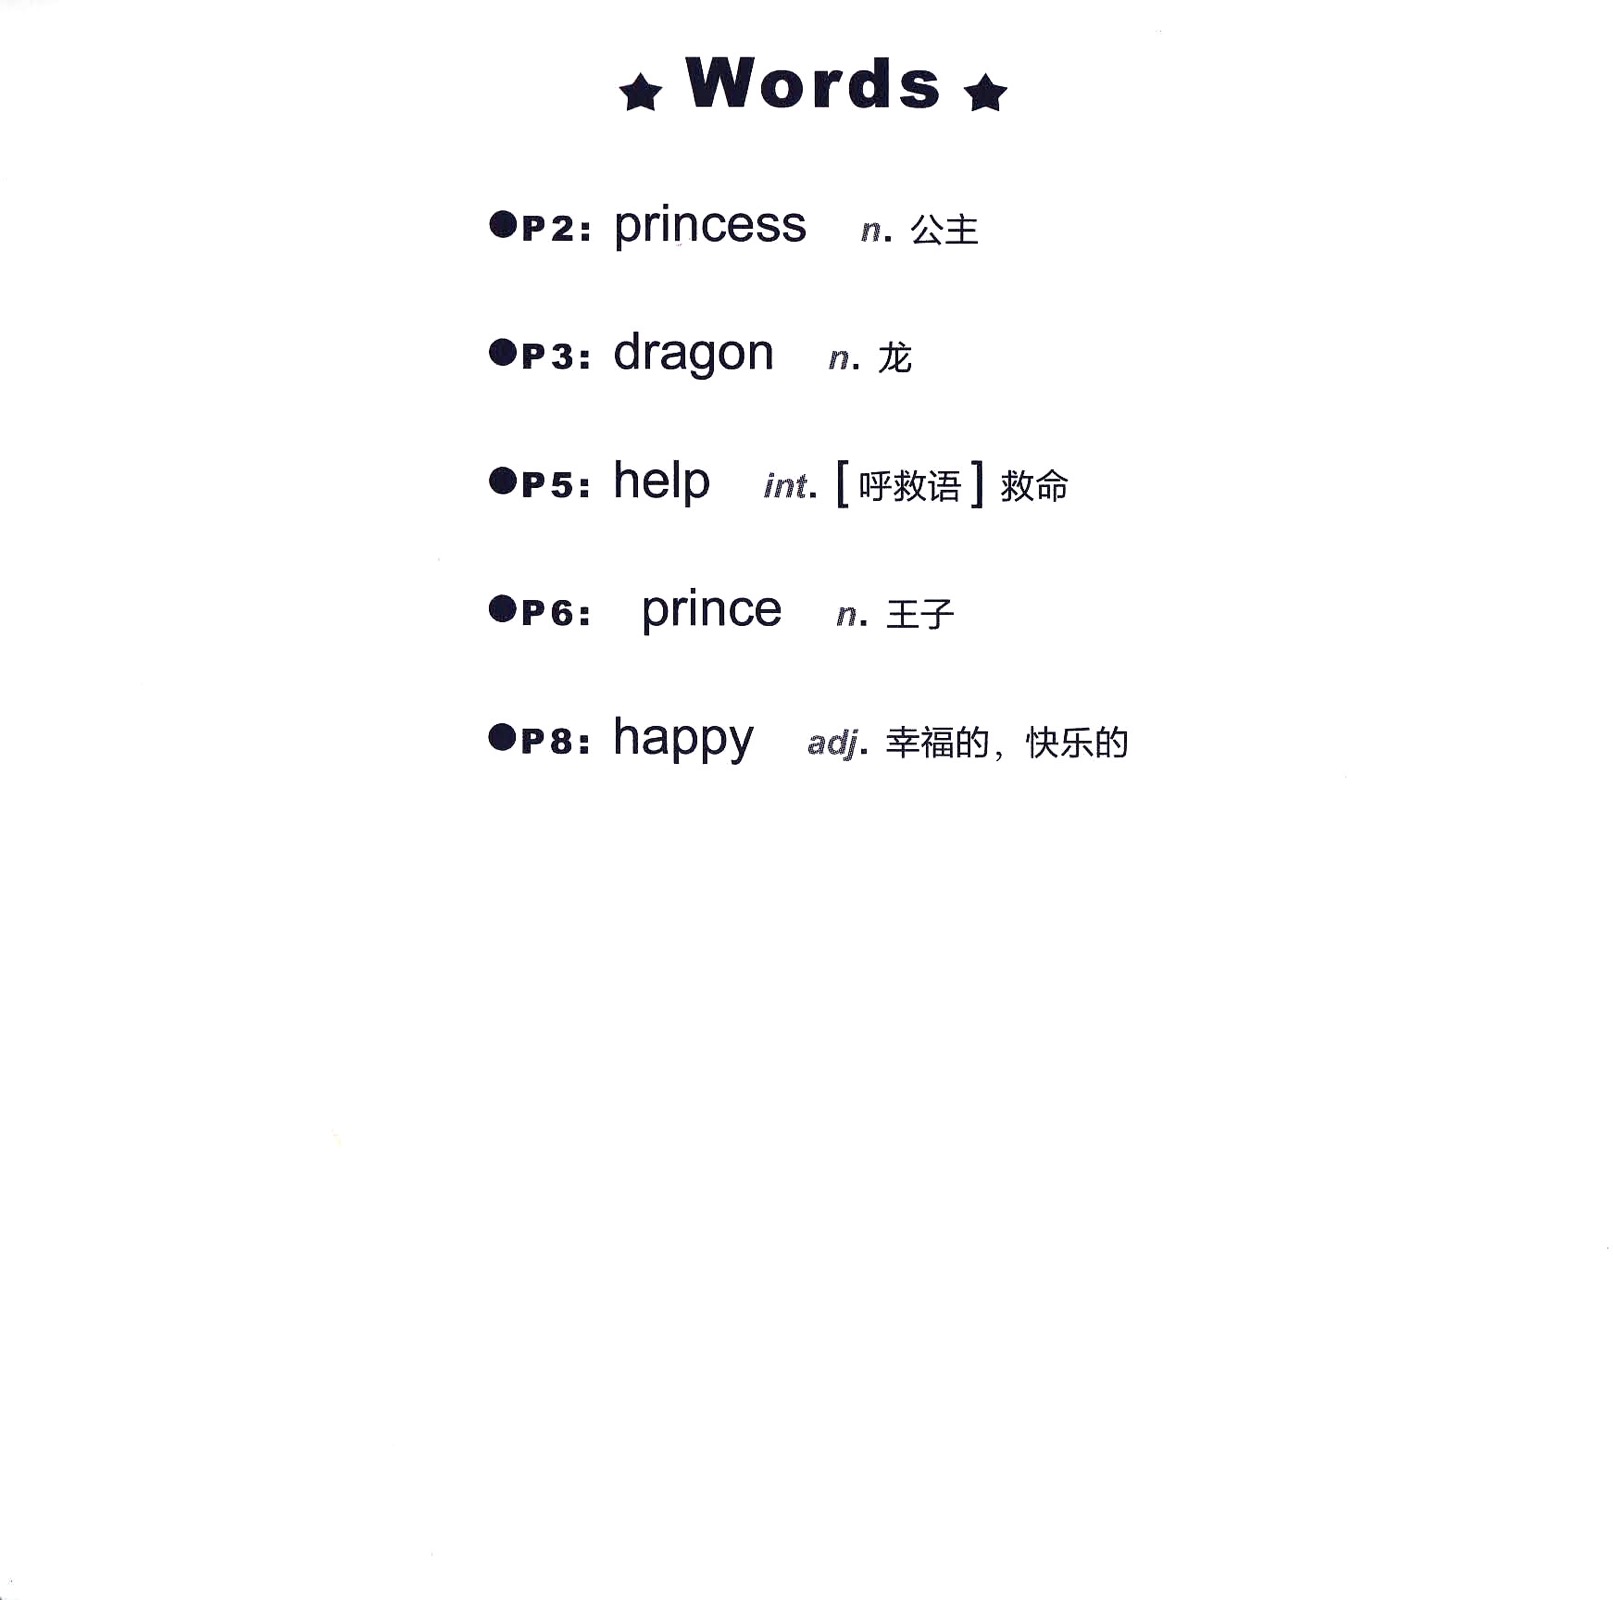 ★ Words ★
●P2: princess n. 公主
●P3: dragon n. 龙
●P5: help int. [呼救语] 救命
●P6: prince n. 王子
●P8: happy adj. 幸福的，快乐的